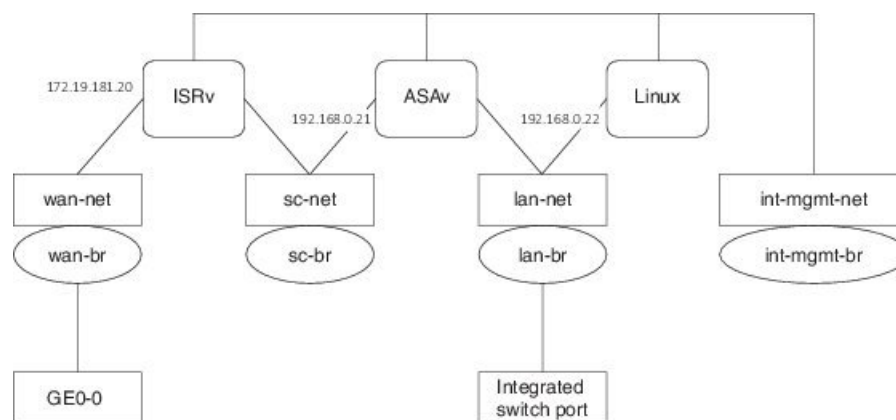 172.19.181.20
ISRv
192.168.0.21
ASAv
192.168.0.22
Linux
wan-net
sc-net
lan-net
int-mgmt-net
wan-br
sc-br
lan-br
int-mgmt-br
GE0-0
Integrated
switch port